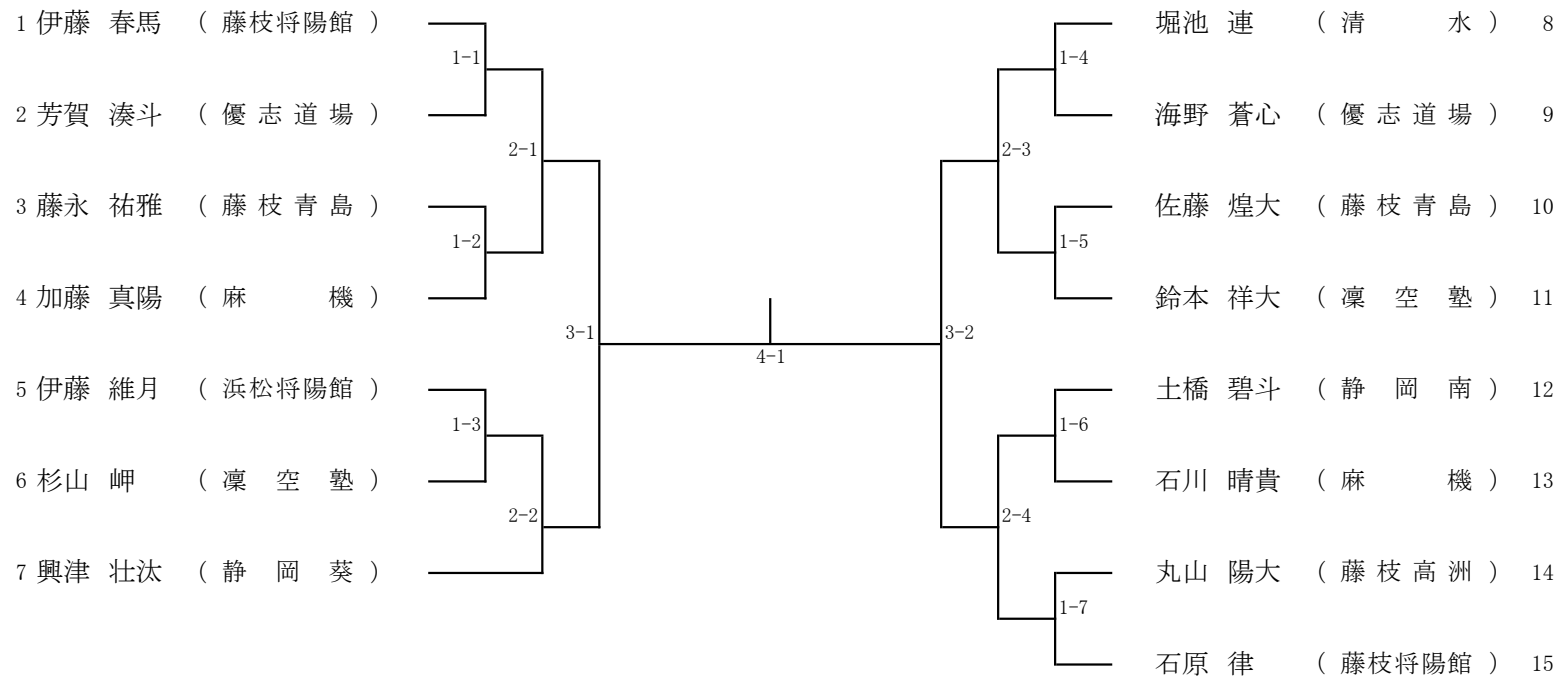 1 伊藤 春馬 ( 藤枝将陽館 )
1-1
2 芳賀 湊斗 ( 優志道場 )
2-1
3 藤永 祐雅 ( 藤枝青島 )
1-2
4 加藤 真陽 ( 麻機 )
3-1
5 伊藤 維月 ( 浜松将陽館 )
1-3
6 杉山 岬 ( 凜空塾 )
2-2
7 興津 壮汰 ( 静岡葵 )
4-1
堀池 連 ( 清水 ) 8
1-4
海野 蒼心 ( 優志道場 ) 9
2-3
佐藤 煌大 ( 藤枝青島 ) 10
1-5
鈴木 祥大 ( 凜空塾 ) 11
3-2
土橋 碧斗 ( 静岡南 ) 12
1-6
石川 晴貴 ( 麻機 ) 13
2-4
丸山 陽大 ( 藤枝高洲 ) 14
1-7
石原 律 ( 藤枝将陽館 ) 15